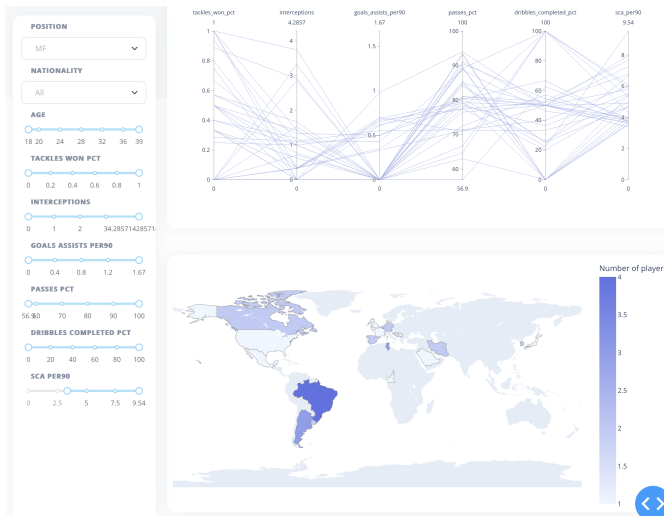 POSITION
MF
NATIONALITY
All
AGE
18 20 24 28 32 36 39
TACKLES WON PCT
0 0.2 0.4 0.6 0.8 1
INTERCEPTIONS
0 1 2 34.28571428571
GOALS ASSISTS PER90
0 0.4 0.8 1.2 1.67
PASSES PCT
56.960 70 80 90 100
DRIBBLES COMPLETED PCT
0 20 40 60 80 100
SCA PER90
0 2.5 5 7.5 9.54
tackles_won_pct interceptions goals_assists_per90 passes_pct dribbles_completed_pct sca_per90
1 4.2857 1.67 100 100 9.54
1 100 100
4
1.5
8
0.8 90 80
3
6
0.6 1 60
80
2
0.4 40 4
70
0.5
1
0.2 20 2
60
0 0 0 0 0
0 0 0 56.9 0 0
Number of player
4
3.5
3
2.5
2
1.5
1